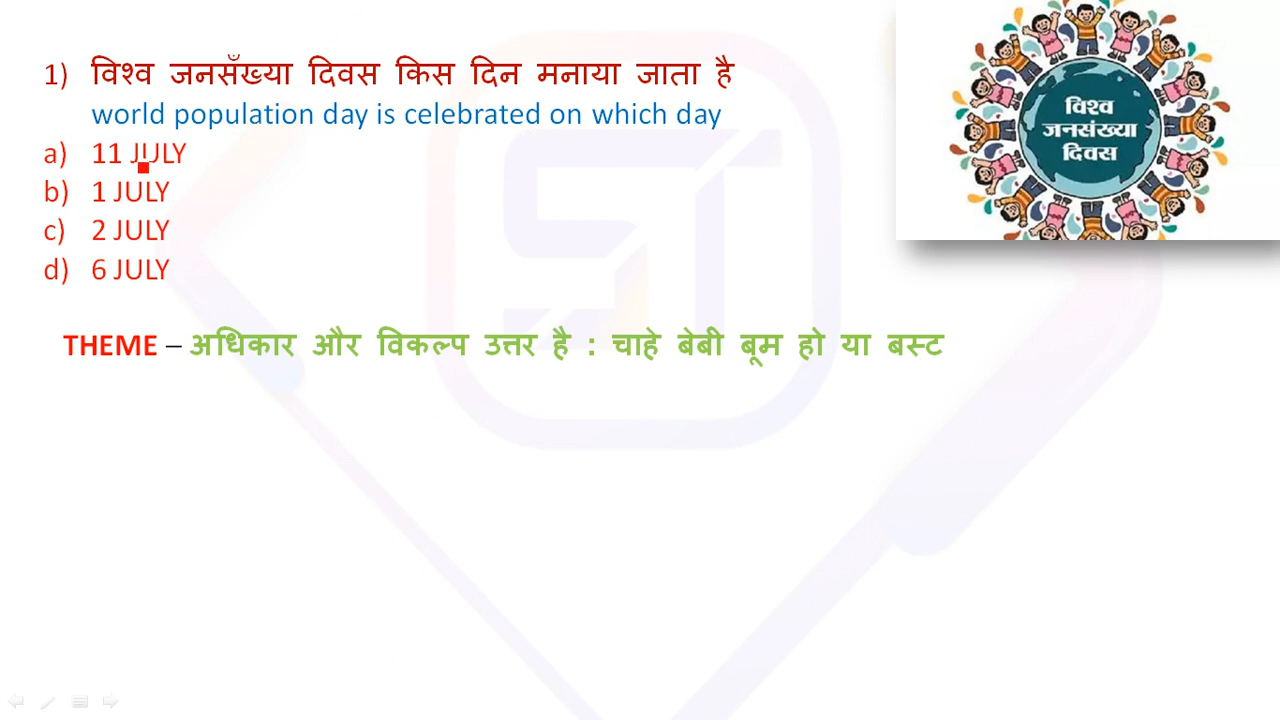 1) विश्व जनसँख्या दिवस किस दिन मनाया जाता है
world population day is celebrated on which day
a) 11 JULY
b) 1 JULY
c) 2 JULY
d) 6 JULY
THEME – अधिकार और विकल्प उत्तर है : चाहे बेबी बूम हो या बस्ट
विश्व
जनसंख्या
दिवस